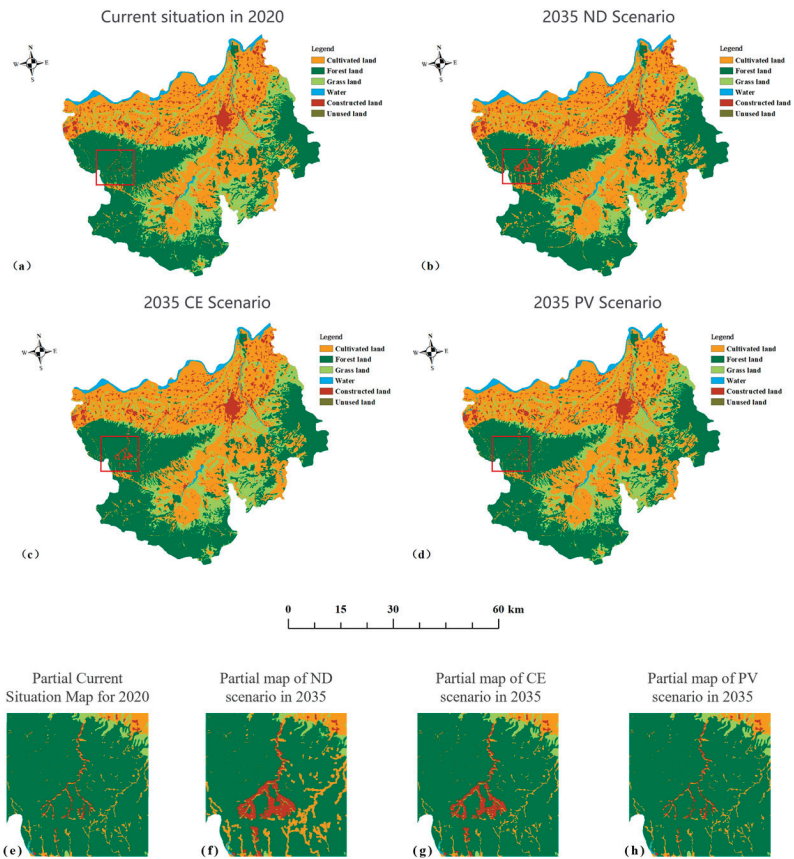 Current situation in 2020
2035 ND Scenario
N
W E
S
Legend
Cultivated land
Forest land
Grass land
Water
Constructed land
Unused land
(a)
N
W E
S
Legend
Cultivated land
Forest land
Grass land
Water
Constructed land
Unused land
(b)
2035 CE Scenario
2035 PV Scenario
N
W E
S
Legend
Cultivated land
Forest land
Grass land
Water
Constructed land
Unused land
(c)
N
W E
S
Legend
Cultivated land
Forest land
Grass land
Water
Constructed land
Unused land
(d)
0 15 30 60 km
Partial Current
Situation Map for 2020
Partial map of ND
scenario in 2035
Partial map of CE
scenario in 2035
Partial map of PV
scenario in 2035
(e)
(f)
(g)
(h)